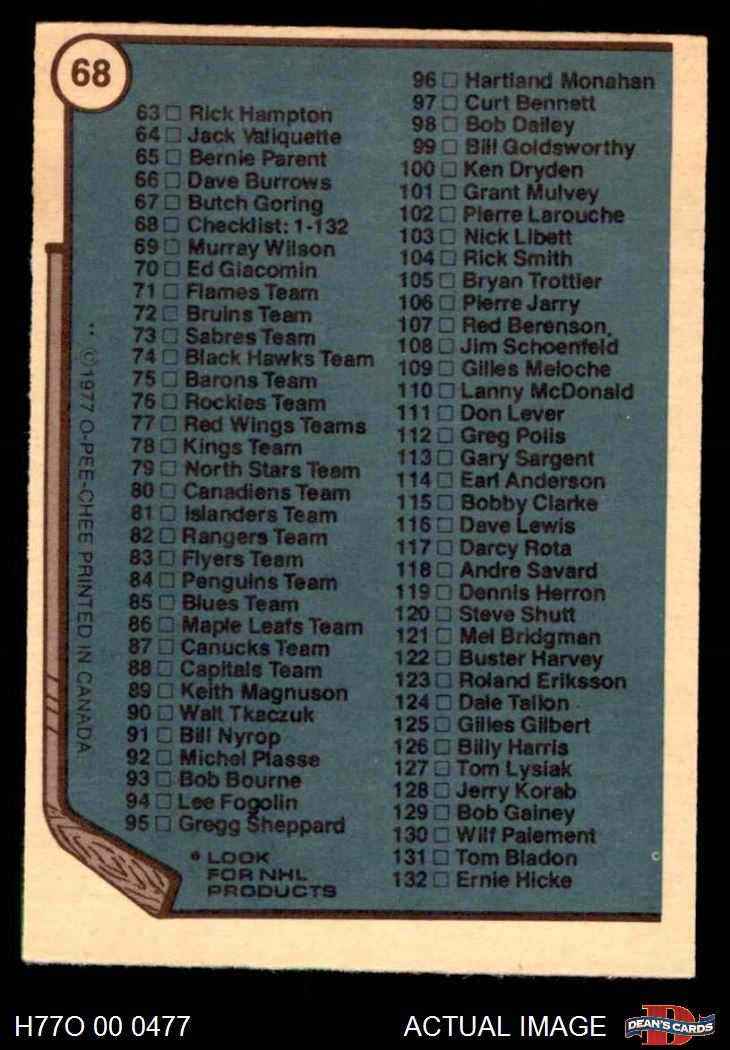 68
63 Rick Hampton
64 Jack Valiquette
65 Bernie Parent
66 Dave Burrows
67 Butch Goring
68 Checklist: 1-132
69 Murray Wilson
70 Ed Giacomin
71 Flames Team
72 Bruins Team
73 Sabres Team
74 Black Hawks Team
75 Barons Team
76 Rockies Team
77 Red Wings Teams
78 Kings Team
79 North Stars Team
80 Canadiens Team
81 Islanders Team
82 Rangers Team
83 Flyers Team
84 Penguins Team
85 Blues Team
86 Maple Leafs Team
87 Canucks Team
88 Capitals Team
89 Keith Magnuson
90 Walt Tkaczuk
91 Bill Nyrop
92 Michel Plasse
93 Bob Bourne
94 Lee Fogolin
95 Gregg Sheppard
* LOOK
FOR NHL
PRODUCTS
96 Hartland Monahan
97 Curt Bennett
98 Bob Dailey
99 Bill Goldsworthy
100 Ken Dryden
101 Grant Mulvey
102 Pierre Larouche
103 Nick Libett
104 Rick Smith
105 Bryan Trottier
106 Pierre Jarry
107 Red Berenson
108 Jim Schoenfeld
109 Gilles Meloche
110 Lanny McDonald
111 Don Lever
112 Greg Polis
113 Gary Sargent
114 Earl Anderson
115 Bobby Clarke
116 Dave Lewis
117 Darcy Rota
118 Andre Savard
119 Dennis Herron
120 Steve Shutt
121 Mel Bridgman
122 Buster Harvey
123 Roland Eriksson
124 Dale Tallon
125 Gilles Gilbert
126 Billy Harris
127 Tom Lysiak
128 Jerry Korab
129 Bob Gainey
130 Wilf Paiement
131 Tom Bladon
132 Ernie Hicke
** © 1977 O-PEE-CHEE PRINTED IN CANADA
H77O 00 0477
ACTUAL IMAGE
D
DEAN'S CARDS